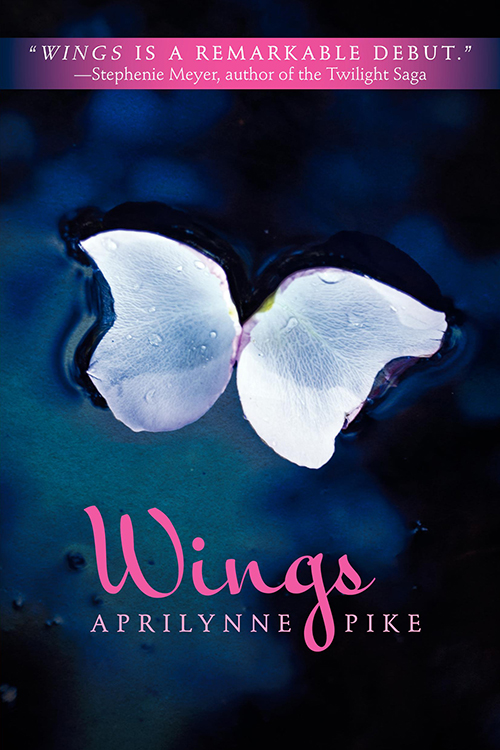 “WINGS IS A REMARKABLE DEBUT.”
—Stephenie Meyer, author of the Twilight Saga
Wings
APRILYNNE PIKE